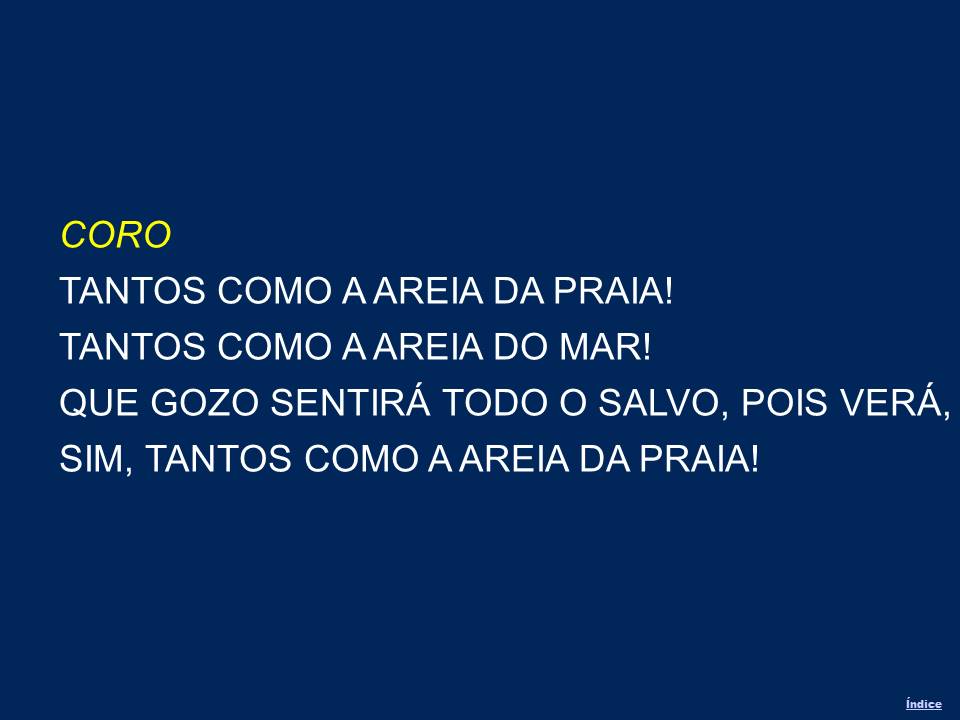 CORO
TANTOS COMO A AREIA DA PRAIA!
TANTOS COMO A AREIA DO MAR!
QUE GOZO SENTIRÁ TODO O SALVO, POIS VERÁ,
SIM, TANTOS COMO A AREIA DA PRAIA!
Índice